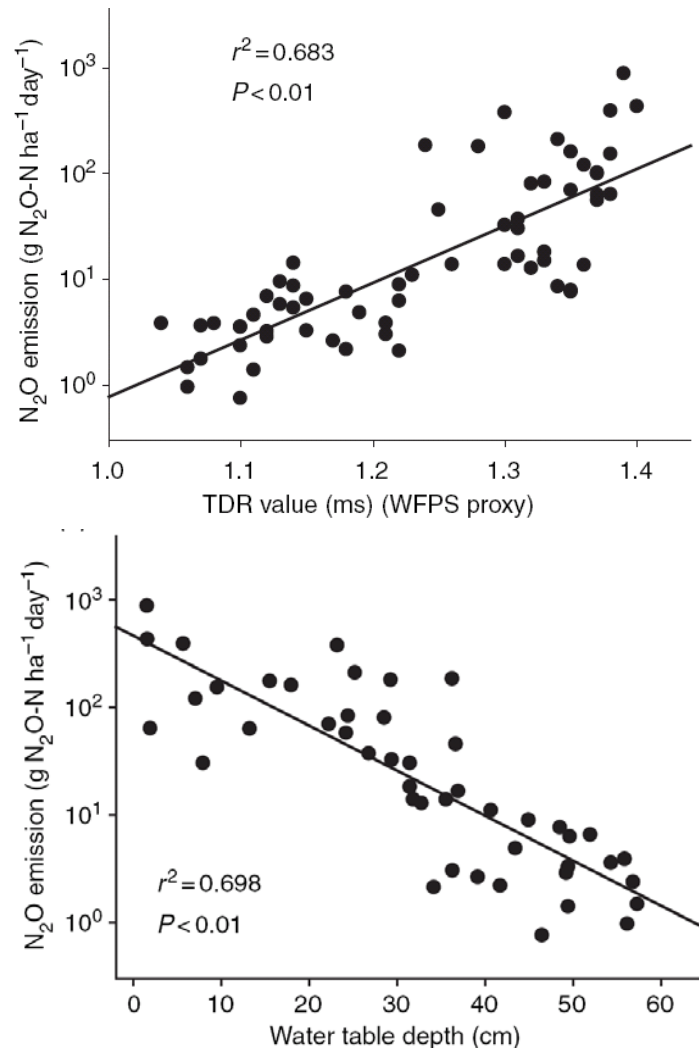 r² = 0.683
P < 0.01
N₂O emission (g N₂O-N ha⁻¹ day⁻¹)
10³
10²
10¹
10⁰
1.0 1.1 1.2 1.3 1.4
TDR value (ms) (WFPS proxy)
N₂O emission (g N₂O-N ha⁻¹ day⁻¹)
10³
10²
10¹
10⁰
r² = 0.698
P < 0.01
0 10 20 30 40 50 60
Water table depth (cm)